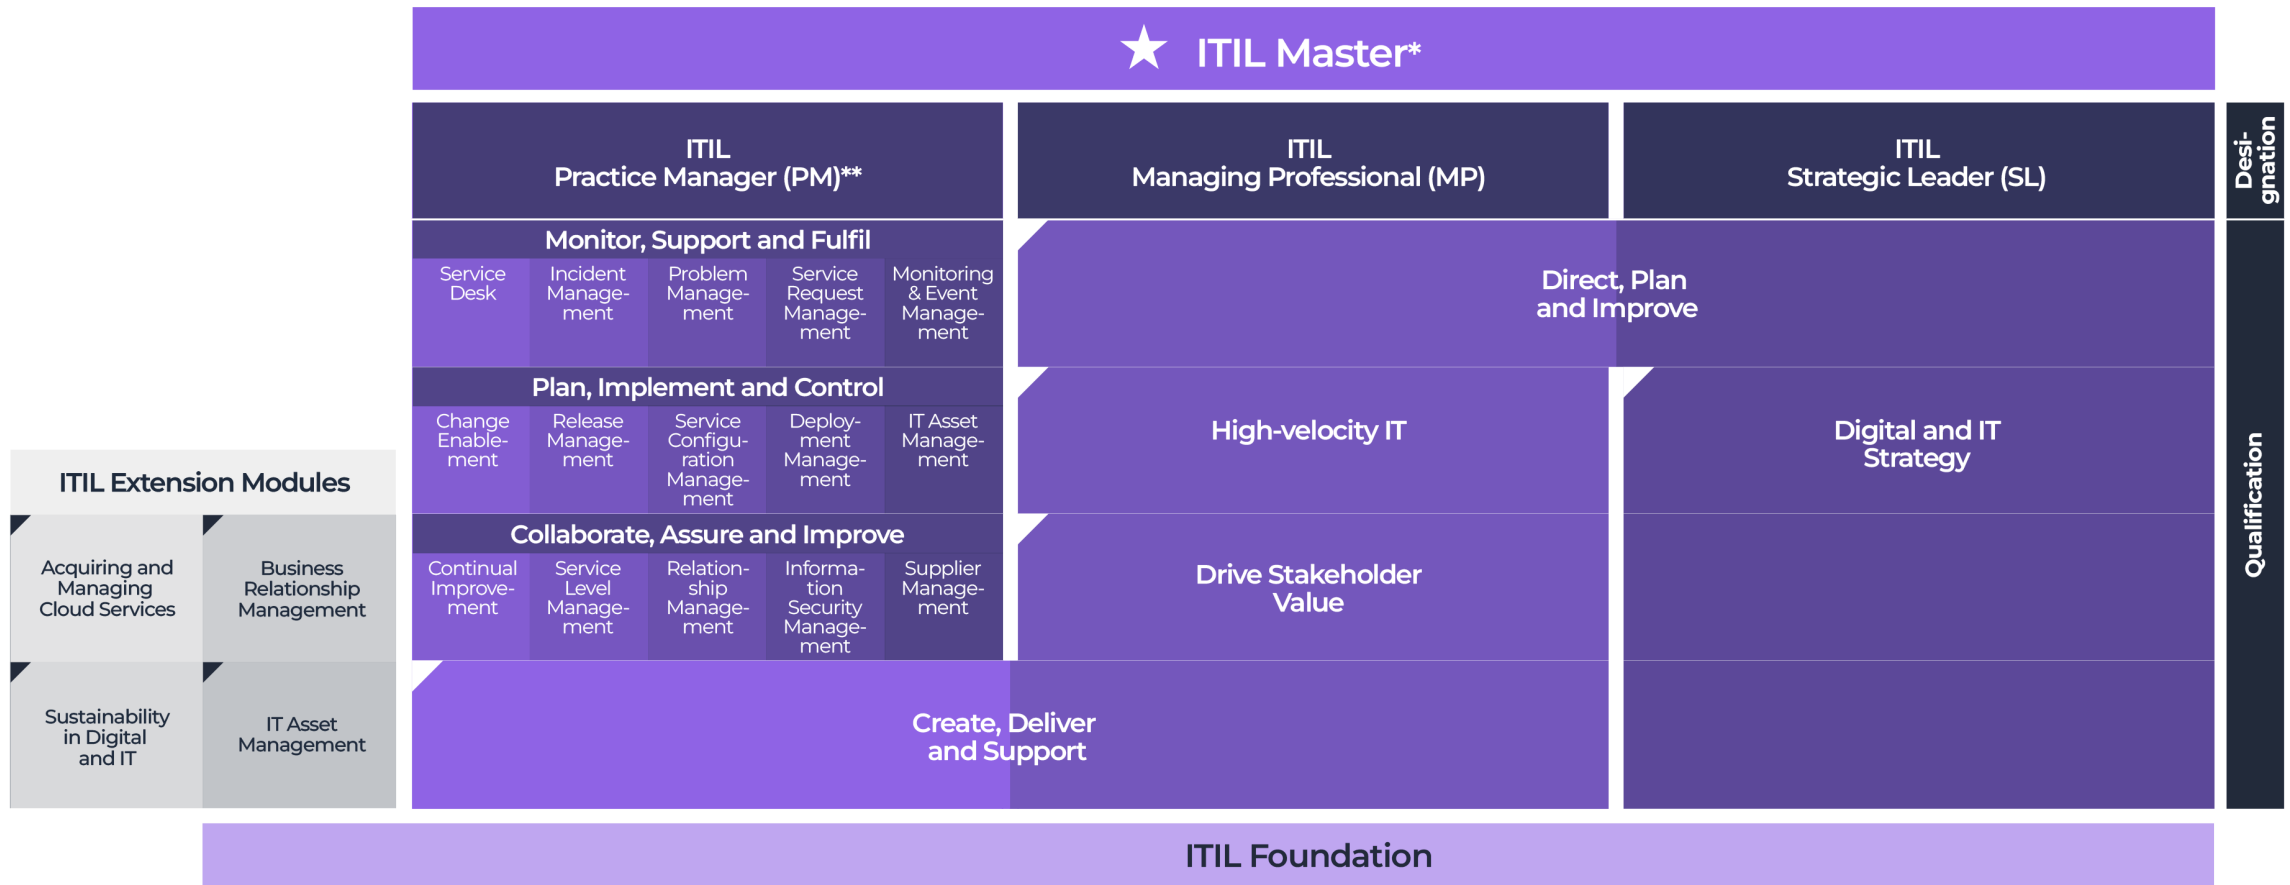 ITIL Master*
ITIL
Practice Manager (PM)**
ITIL
Managing Professional (MP)
ITIL
Strategic Leader (SL)
Desi-
gnation
Monitor, Support and Fulfil
Service
Desk
Incident
Manage-
ment
Problem
Manage-
ment
Service
Request
Manage-
ment
Monitoring
& Event
Manage-
ment
Direct, Plan
and Improve
Plan, Implement and Control
Change
Enable-
ment
Release
Manage-
ment
Service
Configu-
ration
Manage-
ment
Deploy-
ment
Manage-
ment
IT Asset
Manage-
ment
High-velocity IT
Digital and IT
Strategy
Qualification
Collaborate, Assure and Improve
Continual
Improve-
ment
Service
Level
Manage-
ment
Relation-
ship
Manage-
ment
Informa-
tion
Security
Manage-
ment
Supplier
Manage-
ment
Drive Stakeholder
Value
Create, Deliver
and Support
ITIL Extension Modules
Acquiring and
Managing
Cloud Services
Business
Relationship
Management
Sustainability
in Digital
and IT
IT Asset
Management
ITIL Foundation